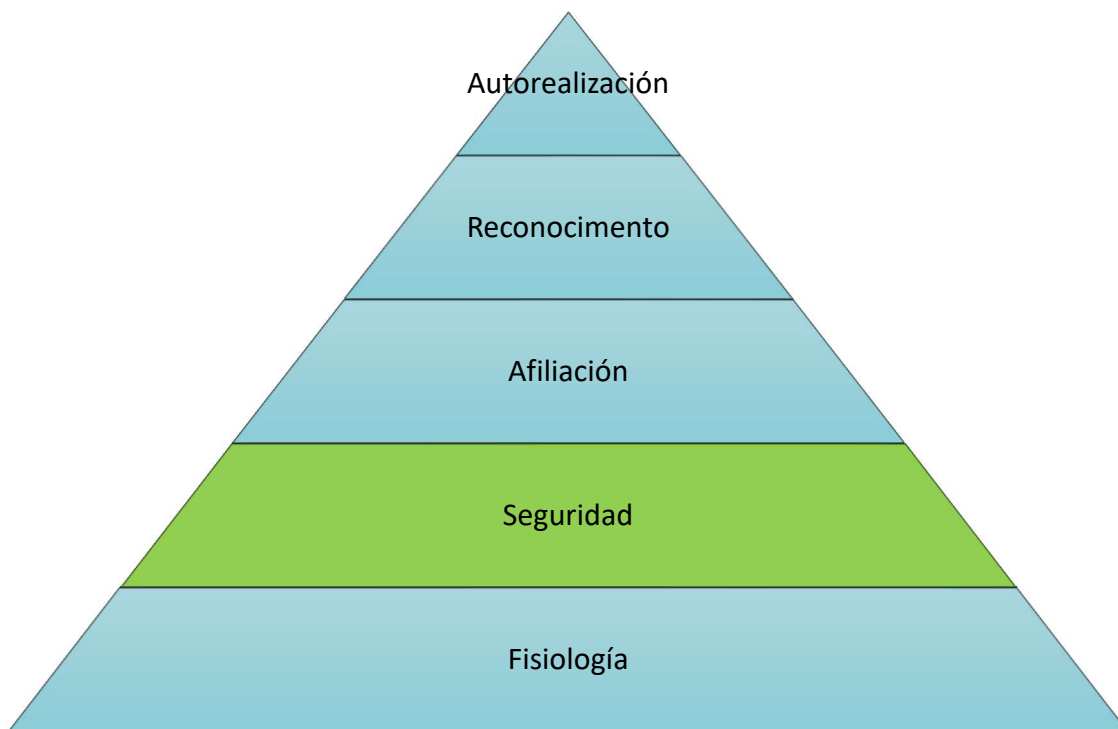 Autorealización
Reconocimento
Afiliación
Seguridad
Fisiología